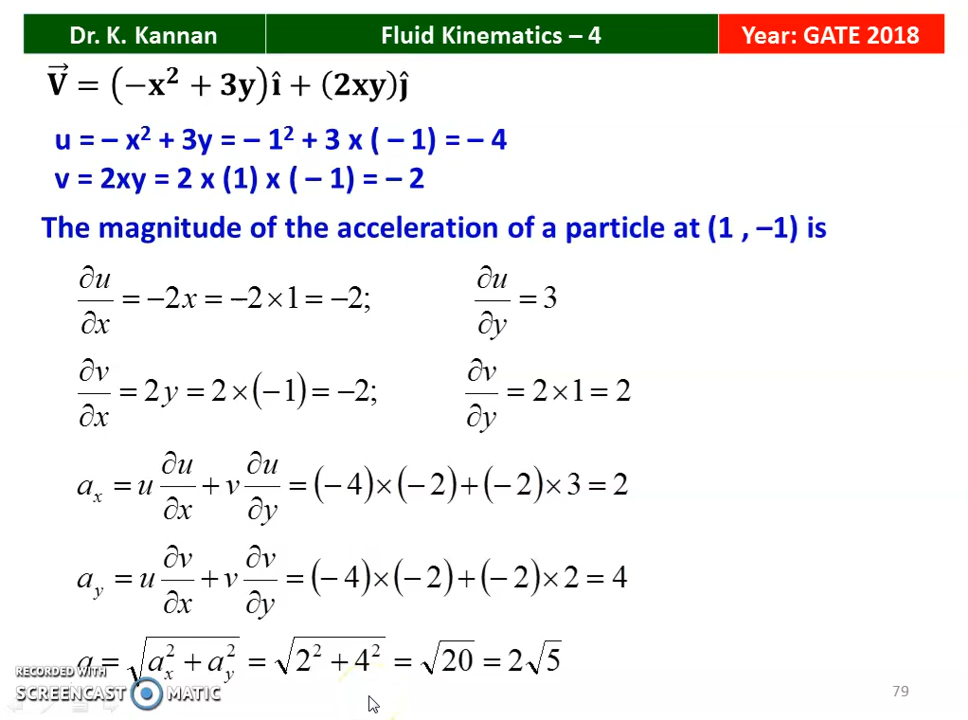 Dr. K. Kannan Fluid Kinematics – 4 Year: GATE 2018
V⃗ = (−x² + 3y)î + (2xy)ĵ
u = – x² + 3y = – 1² + 3 x ( – 1) = – 4
v = 2xy = 2 x (1) x ( – 1) = – 2
The magnitude of the acceleration of a particle at (1 , –1) is
∂u/∂x = −2x = −2 × 1 = −2; ∂u/∂y = 3
∂v/∂x = 2y = 2 × (−1) = −2; ∂v/∂y = 2 × 1 = 2
aₓ = u ∂u/∂x + v ∂u/∂y = (−4) × (−2) + (−2) × 3 = 2
a_y = u ∂v/∂x + v ∂v/∂y = (−4) × (−2) + (−2) × 2 = 4
a = √(aₓ² + a_y²) = √(2² + 4²) = √20 = 2√5
RECORDED WITH
SCREENCAST MATIC
79